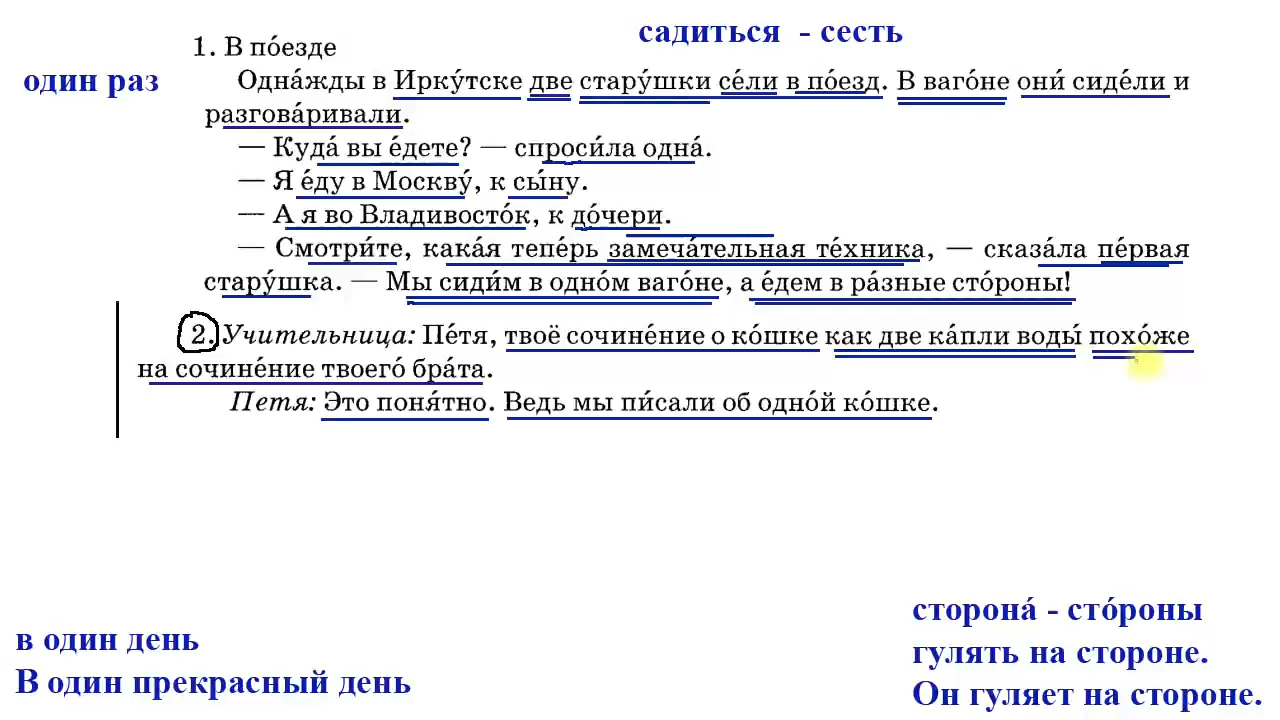 садиться - сесть
1. В по́езде
один раз
Одна́жды в Ирку́тске две стару́шки се́ли в по́езд. В ваго́не они́ сиде́ли и
разгова́ривали.
— Куда́ вы е́дете? — спроси́ла одна́.
— Я е́ду в Москву́, к сы́ну.
— А я во Владивосто́к, к до́чери.
— Смотри́те, кака́я тепе́рь замеча́тельная те́хника, — сказа́ла пе́рвая
стару́шка. — Мы сиди́м в одно́м ваго́не, а е́дем в ра́зные сто́роны!
2. Учительница: Пе́тя, твоё сочине́ние о ко́шке как две ка́пли воды́ похо́же
на сочине́ние твоего́ бра́та.
Петя: Это поня́тно. Ведь мы пи́сали об одно́й ко́шке.
сторона́ - сто́роны
в один день
гулять на стороне.
В один прекрасный день
Он гуляет на стороне.